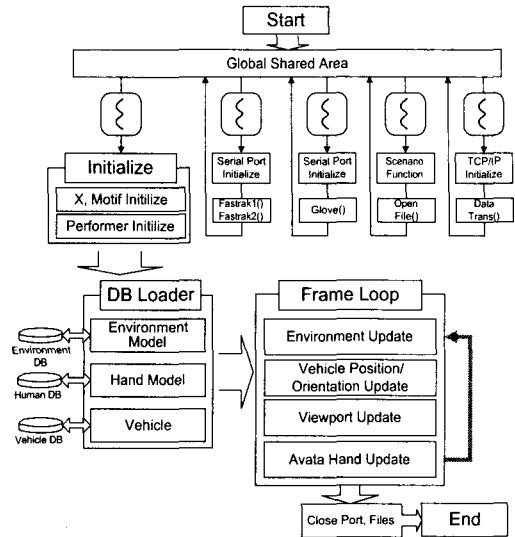 Start
Global Shared Area
Initialize
X, Motif Initilize
Performer Initilize
Serial Port
Initialize
Fastrak1()
Fastrak2()
Serial Port
Initialize
Glove()
Scenano
Function
Open
File()
TCP/IP
Initialize
Data
Trans()
DB Loader
Environment
Model
Hand Model
Vehicle
Environment
DB
Human DB
Vehicle DB
Frame Loop
Environment Update
Vehicle Position/
Orientation Update
Viewport Update
Avata Hand Update
Close Port, Files
End